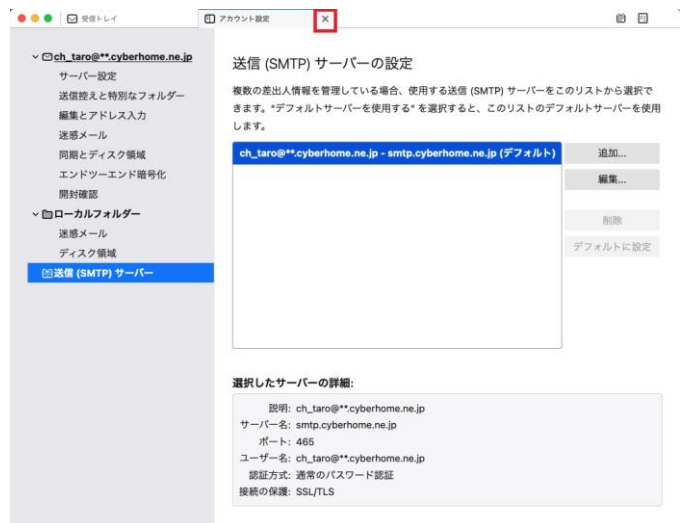 受信トレイ
アカウント設定
ch_taro@**.cyberhome.ne.jp
サーバー設定
送信控えと特別なフォルダー
編集とアドレス入力
迷惑メール
同期とディスク領域
エンドツーエンド暗号化
開封確認
ローカルフォルダー
迷惑メール
ディスク領域
送信 (SMTP) サーバー
送信 (SMTP) サーバーの設定
複数の差出人情報を管理している場合、使用する送信 (SMTP) サーバーをこのリストから選択で
きます。“デフォルトサーバーを使用する” を選択すると、このリストのデフォルトサーバーを使用
します。
ch_taro@**.cyberhome.ne.jp - smtp.cyberhome.ne.jp (デフォルト)
追加...
編集...
削除
デフォルトに設定
選択したサーバーの詳細:
説明: ch_taro@**.cyberhome.ne.jp
サーバー名: smtp.cyberhome.ne.jp
ポート: 465
ユーザー名: ch_taro@**.cyberhome.ne.jp
認証方式: 通常のパスワード認証
接続の保護: SSL/TLS